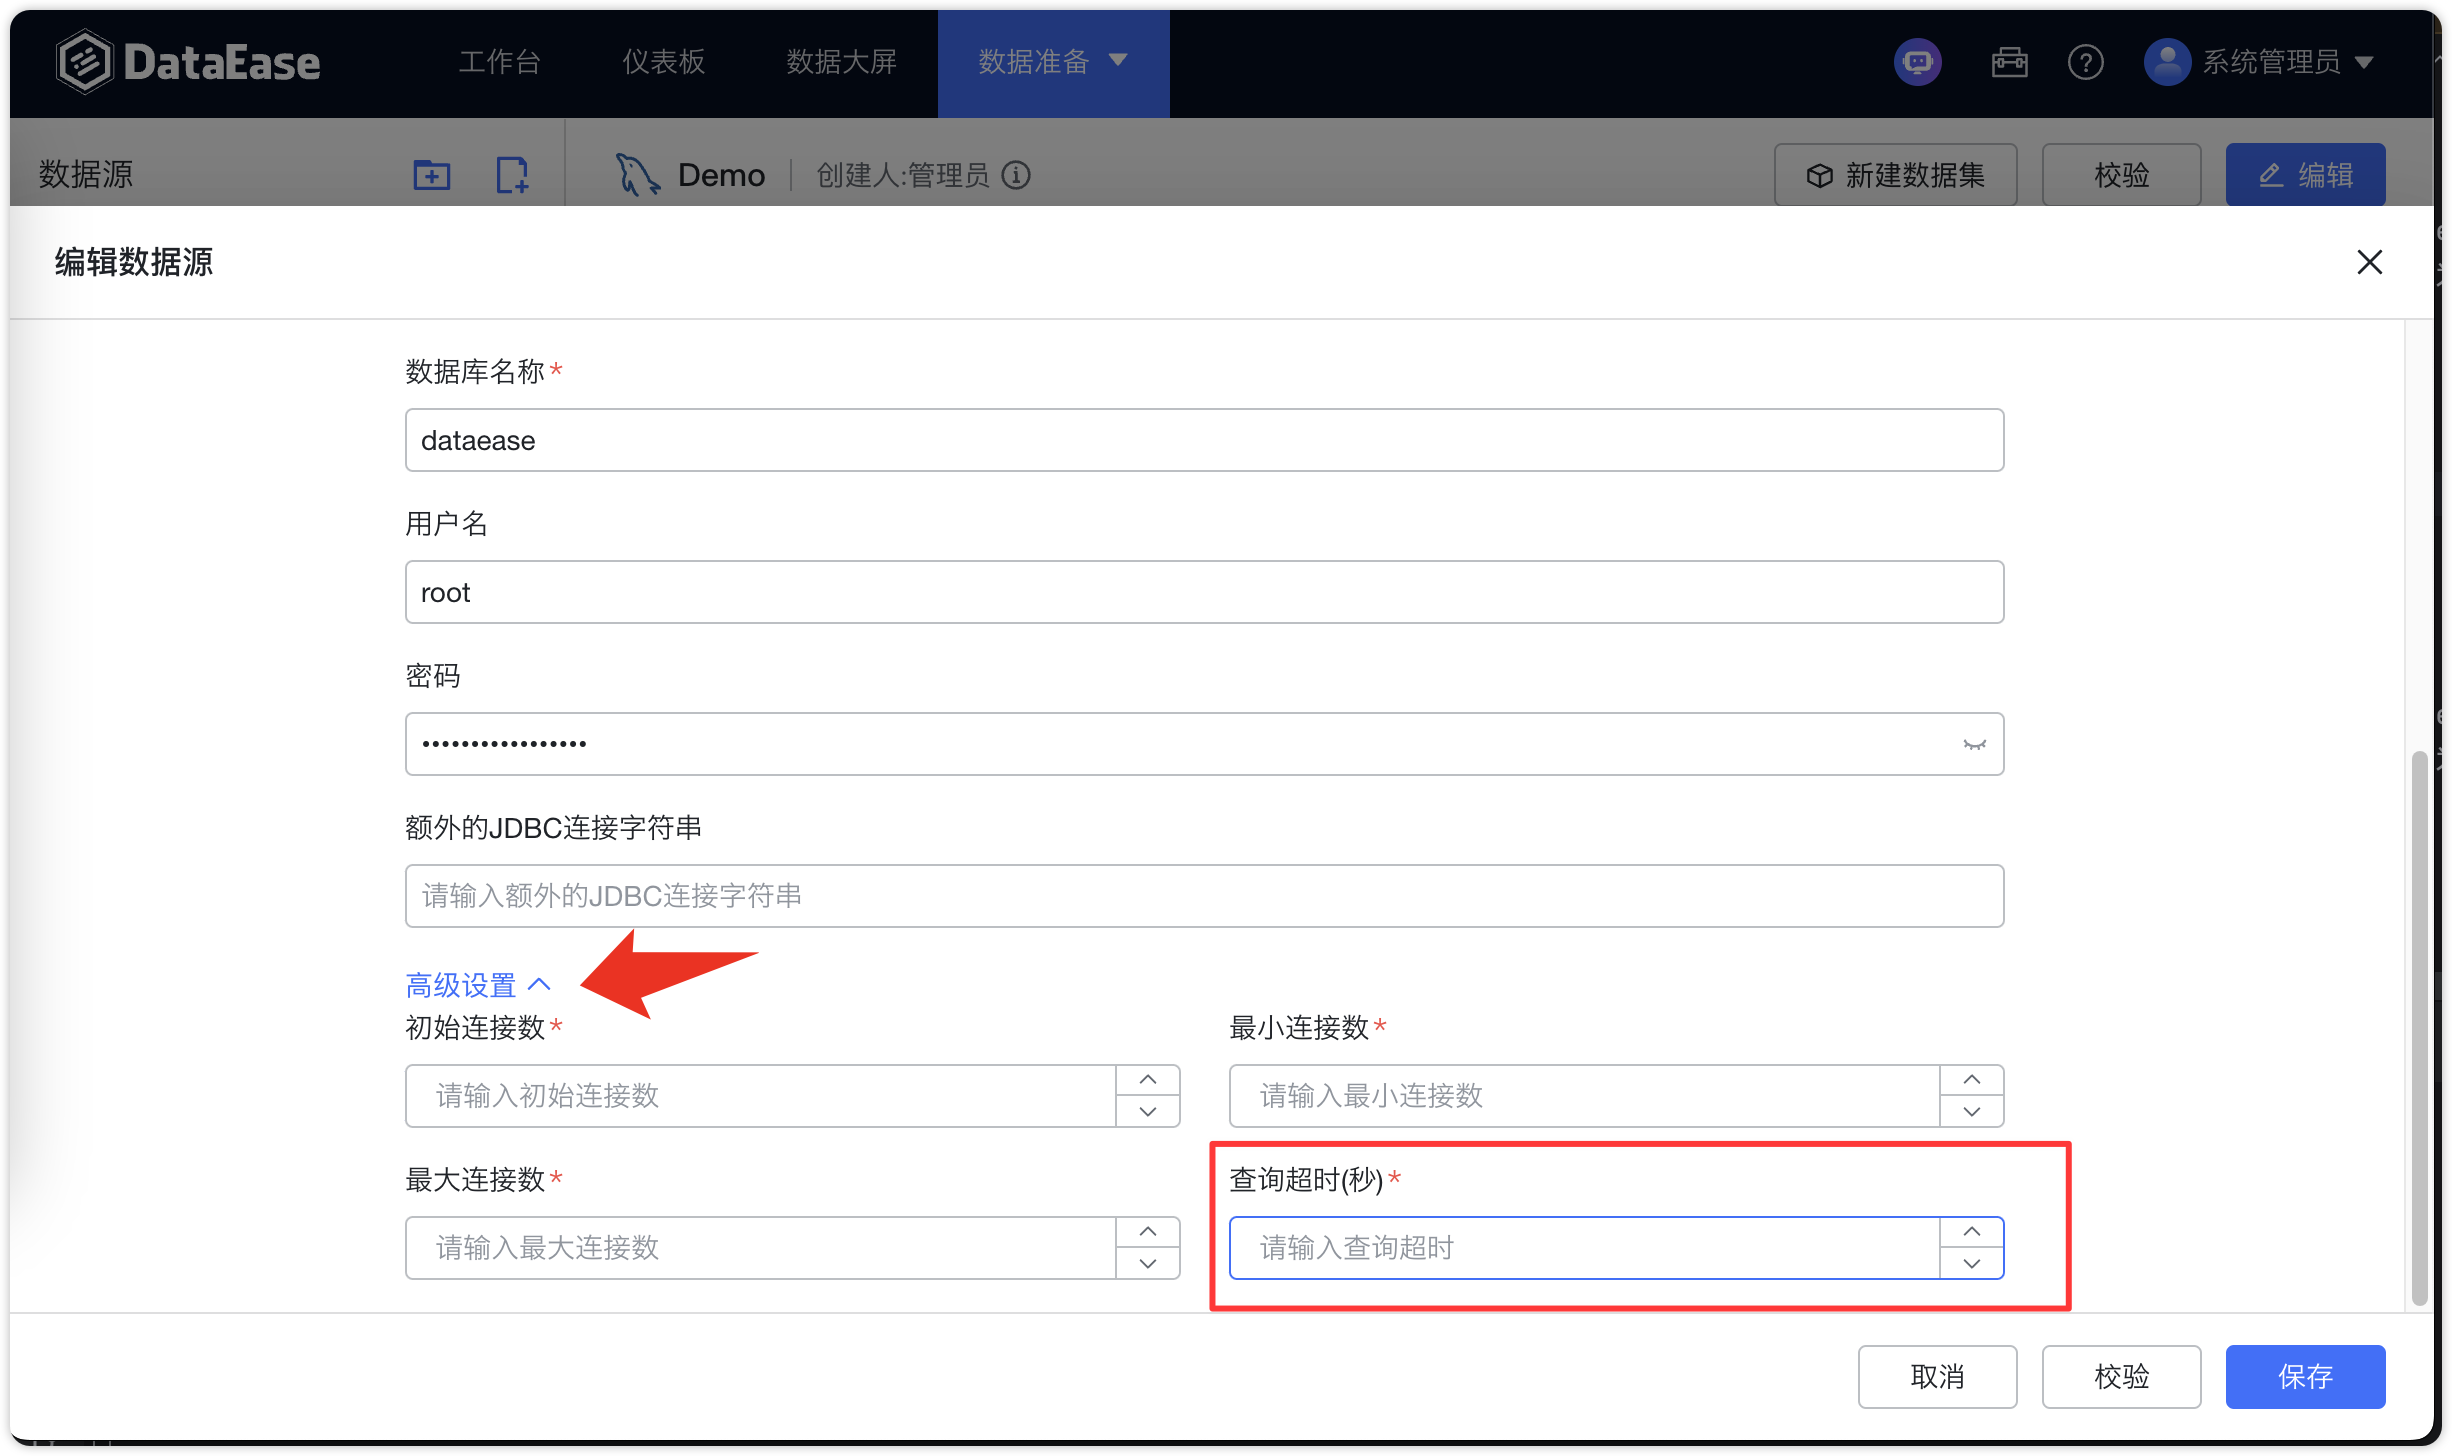 DataEase 工作台 仪表板 数据大屏 数据准备 系统管理员
数据源 Demo 创建人:管理员 新建数据集 校验 编辑
编辑数据源
数据库名称*
dataease
用户名
root
密码
•••••••••••••••••
额外的JDBC连接字符串
请输入额外的JDBC连接字符串
高级设置
初始连接数* 最小连接数*
请输入初始连接数 请输入最小连接数
最大连接数* 查询超时(秒)*
请输入最大连接数 请输入查询超时
取消 校验 保存